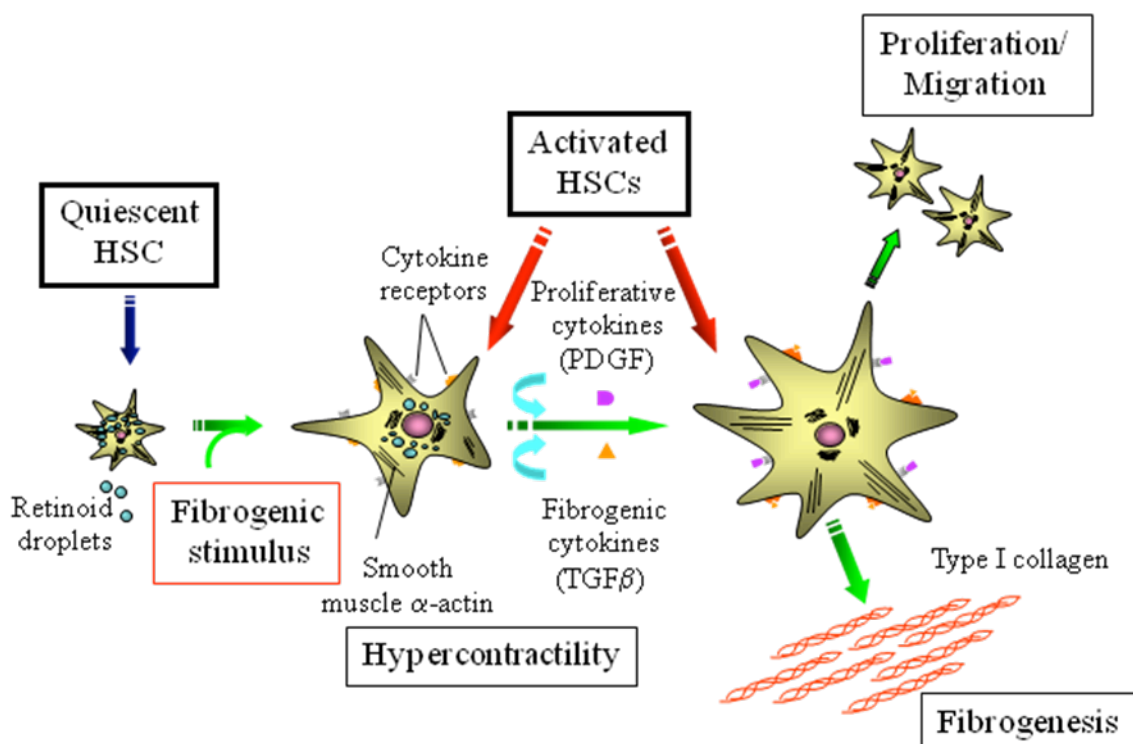 Proliferation/
Migration
Activated
HSCs
Quiescent
HSC
Cytokine
receptors
Proliferative
cytokines
(PDGF)
Retinoid
droplets
Fibrogenic
stimulus
Smooth
muscle α-actin
Hypercontractility
Fibrogenic
cytokines
(TGFβ)
Type I collagen
Fibrogenesis